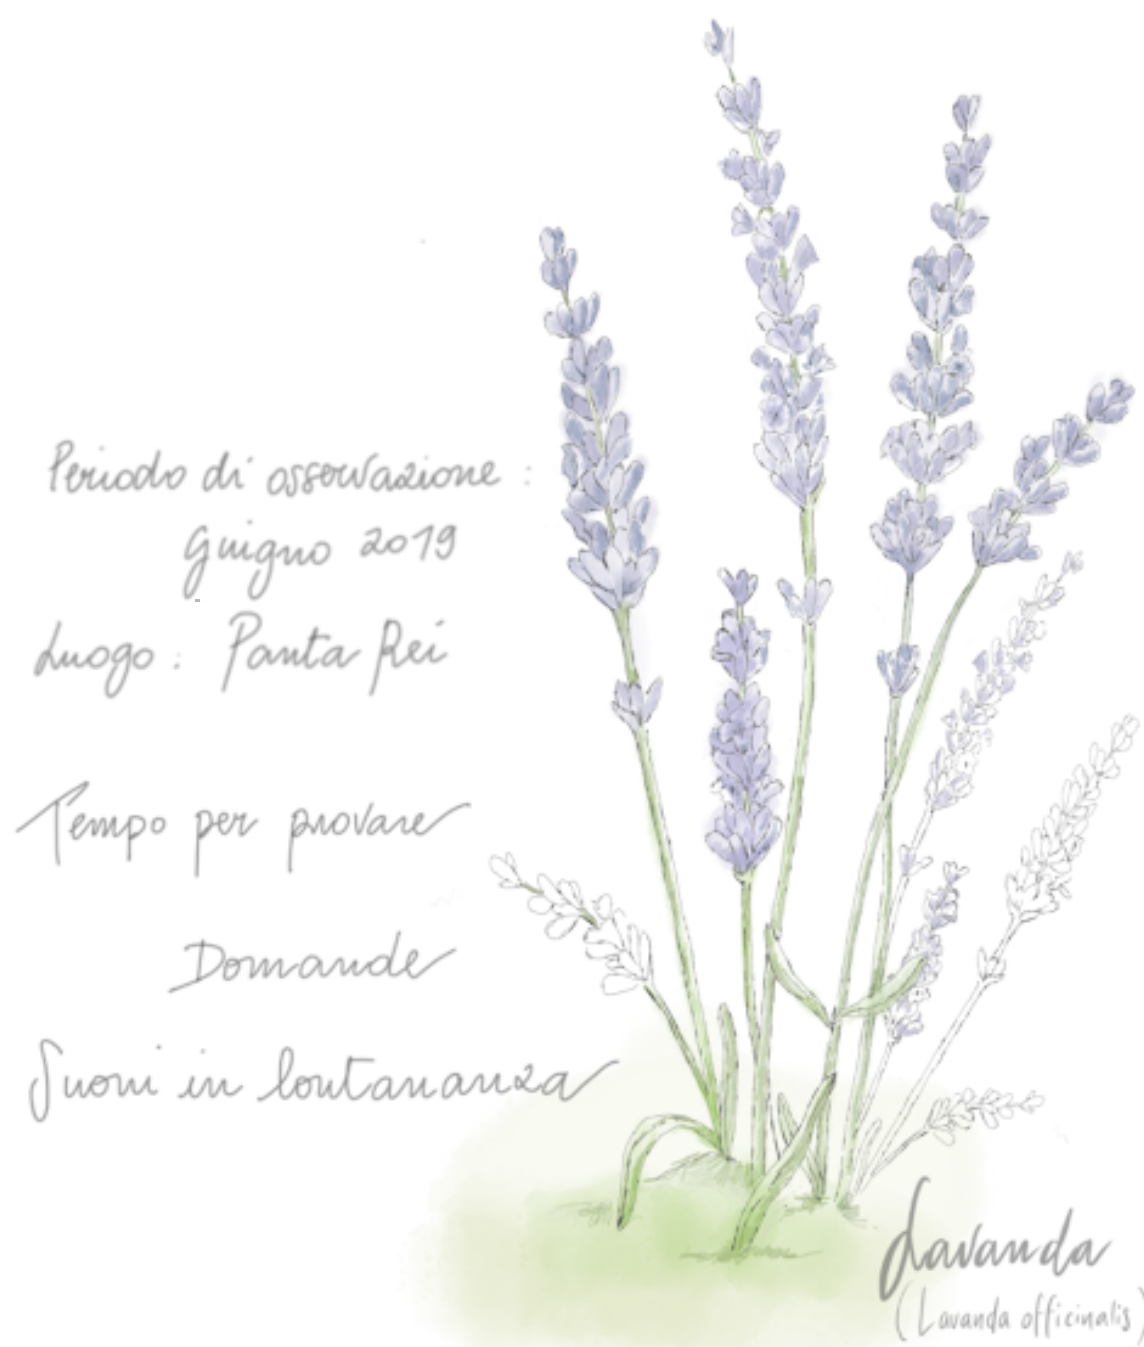 Periodo di osservazione :
Giugno 2019
Luogo : Panta Rei
Tempo per provare
Domande
Suoni in lontananza
Lavanda
(Lavanda officinalis)